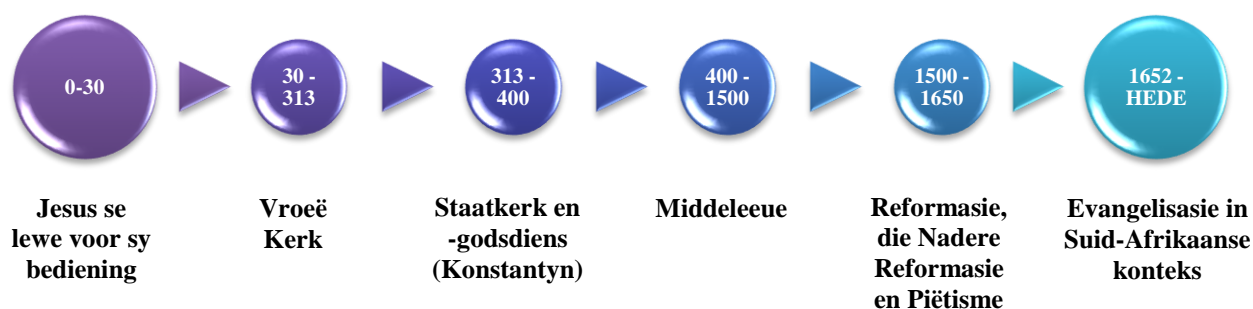 0-30
30 -
313
313 -
400
400 -
1500
1500 -
1650
1652 -
HEDE
Jesus se
lewe voor sy
bediening
Vroeë
Kerk
Staatkerk en
-godsdiens
(Konstantyn)
Middeleeue
Reformasie,
die Nadere
Reformasie
en Piëtisme
Evangelisasie in
Suid-Afrikaanse
konteks